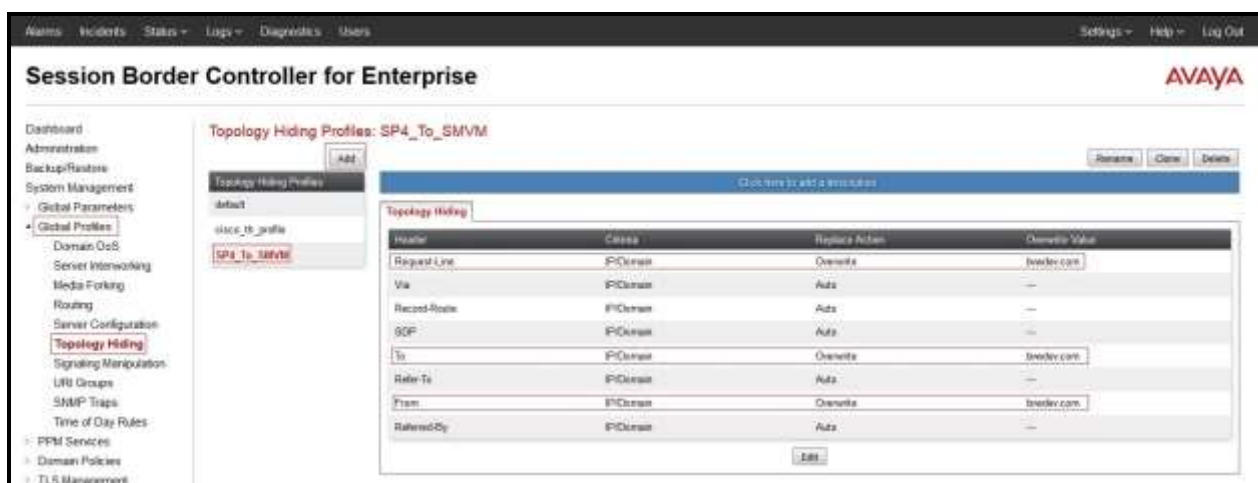 Alarms Incidents Status Logs Diagnostics Users Settings Help Log Out
Session Border Controller for Enterprise
AVAYA
Dashboard
Administration
Backup/Restore
System Management
Global Parameters
Global Profiles
Domain DoS
Server Interworking
Media Forking
Routing
Server Configuration
Topology Hiding
Signaling Manipulation
URI Groups
SNMP Traps
Time of Day Rules
PPM Services
Domain Policies
TLS Management
Topology Hiding Profiles: SP4_To_SMVM
Add
Rename Clone Delete
Topology Hiding Profiles
default
cisco_th_profile
SP4_To_SMVM
Click here to add a description.
Topology Hiding
Header Criteria Replace Action Overwrite Value
Request-Line IP/Domain Overwrite
Via IP/Domain Auto ---
Record-Route IP/Domain Auto ---
SDP IP/Domain Auto ---
To IP/Domain Overwrite
Refer-To IP/Domain Auto ---
From IP/Domain Overwrite
Referred-By IP/Domain Auto ---
Edit